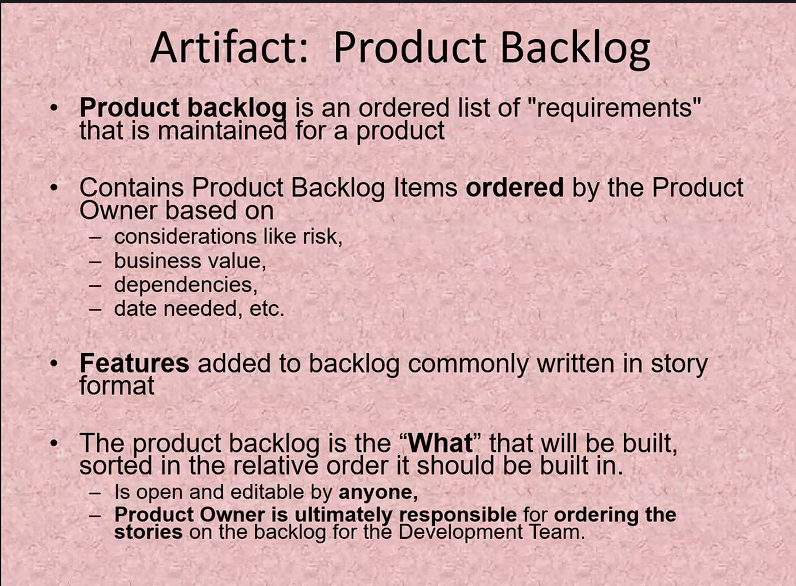 Artifact:  Product Backlog
• Product backlog is an ordered list of "requirements"
that is maintained for a product
• Contains Product Backlog Items ordered by the Product
Owner based on
– considerations like risk,
– business value,
– dependencies,
– date needed, etc.
• Features added to backlog commonly written in story
format
• The product backlog is the “What” that will be built,
sorted in the relative order it should be built in.
– Is open and editable by anyone,
– Product Owner is ultimately responsible for ordering the
stories on the backlog for the Development Team.